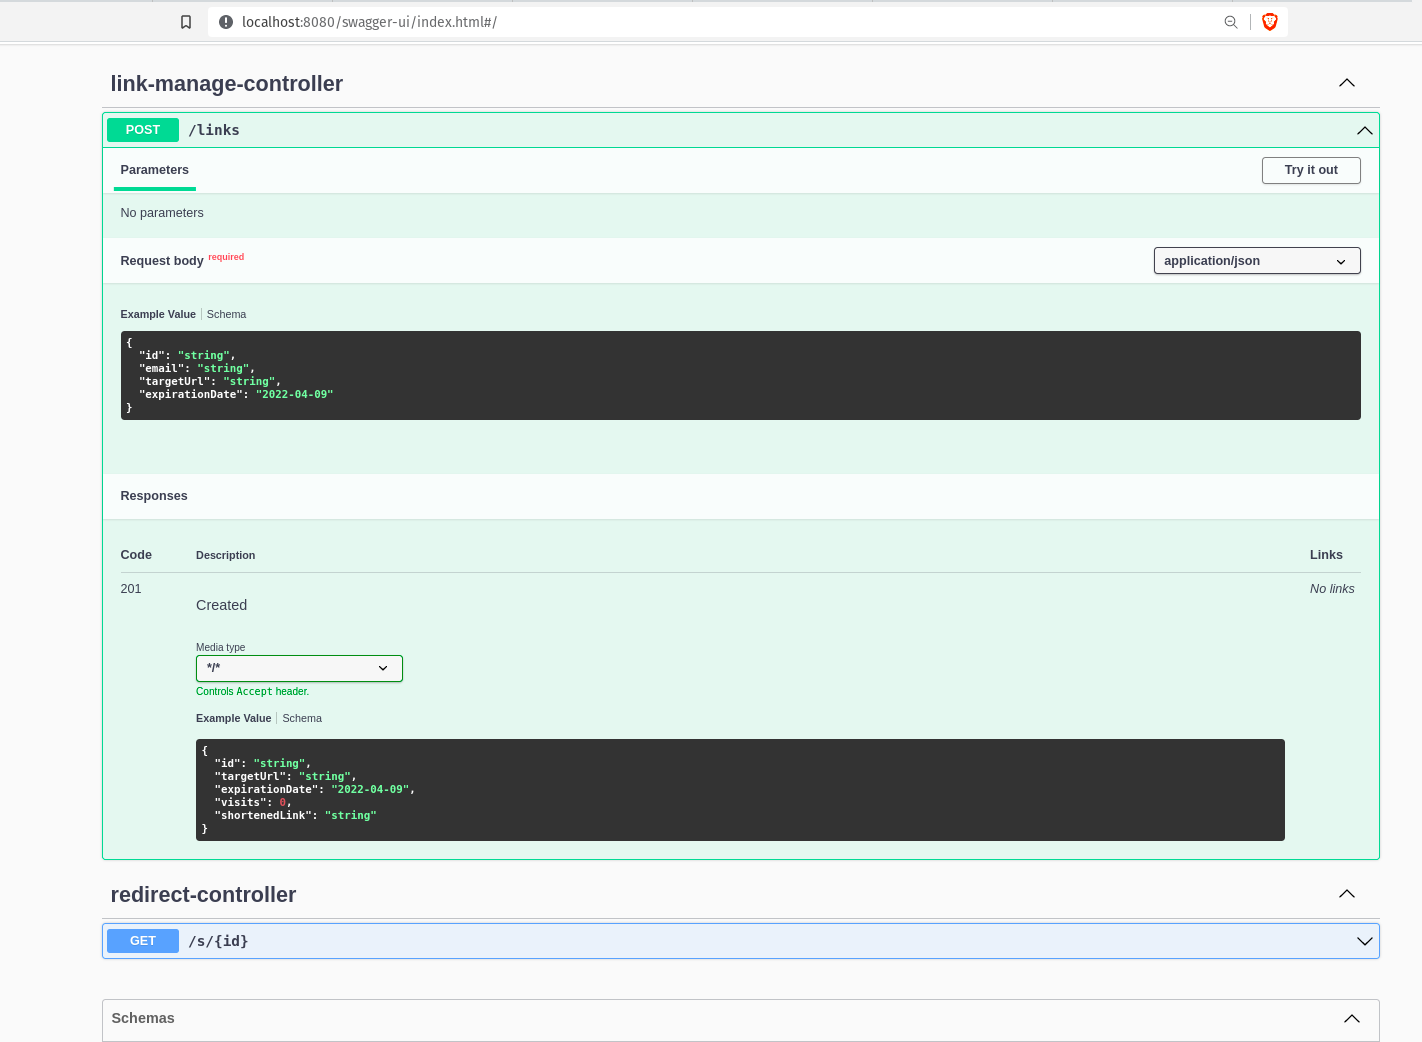 localhost:8080/swagger-ui/index.html#/
link-manage-controller
POST /links
Parameters
Try it out
No parameters
Request body required
application/json
Example Value Schema
{
  "id": "string",
  "email": "string",
  "targetUrl": "string",
  "expirationDate": "2022-04-09"
}
Responses
Code Description Links
201 No links
Created
Media type
*/*
Controls Accept header.
Example Value Schema
{
  "id": "string",
  "targetUrl": "string",
  "expirationDate": "2022-04-09",
  "visits": 0,
  "shortenedLink": "string"
}
redirect-controller
GET /s/{id}
Schemas